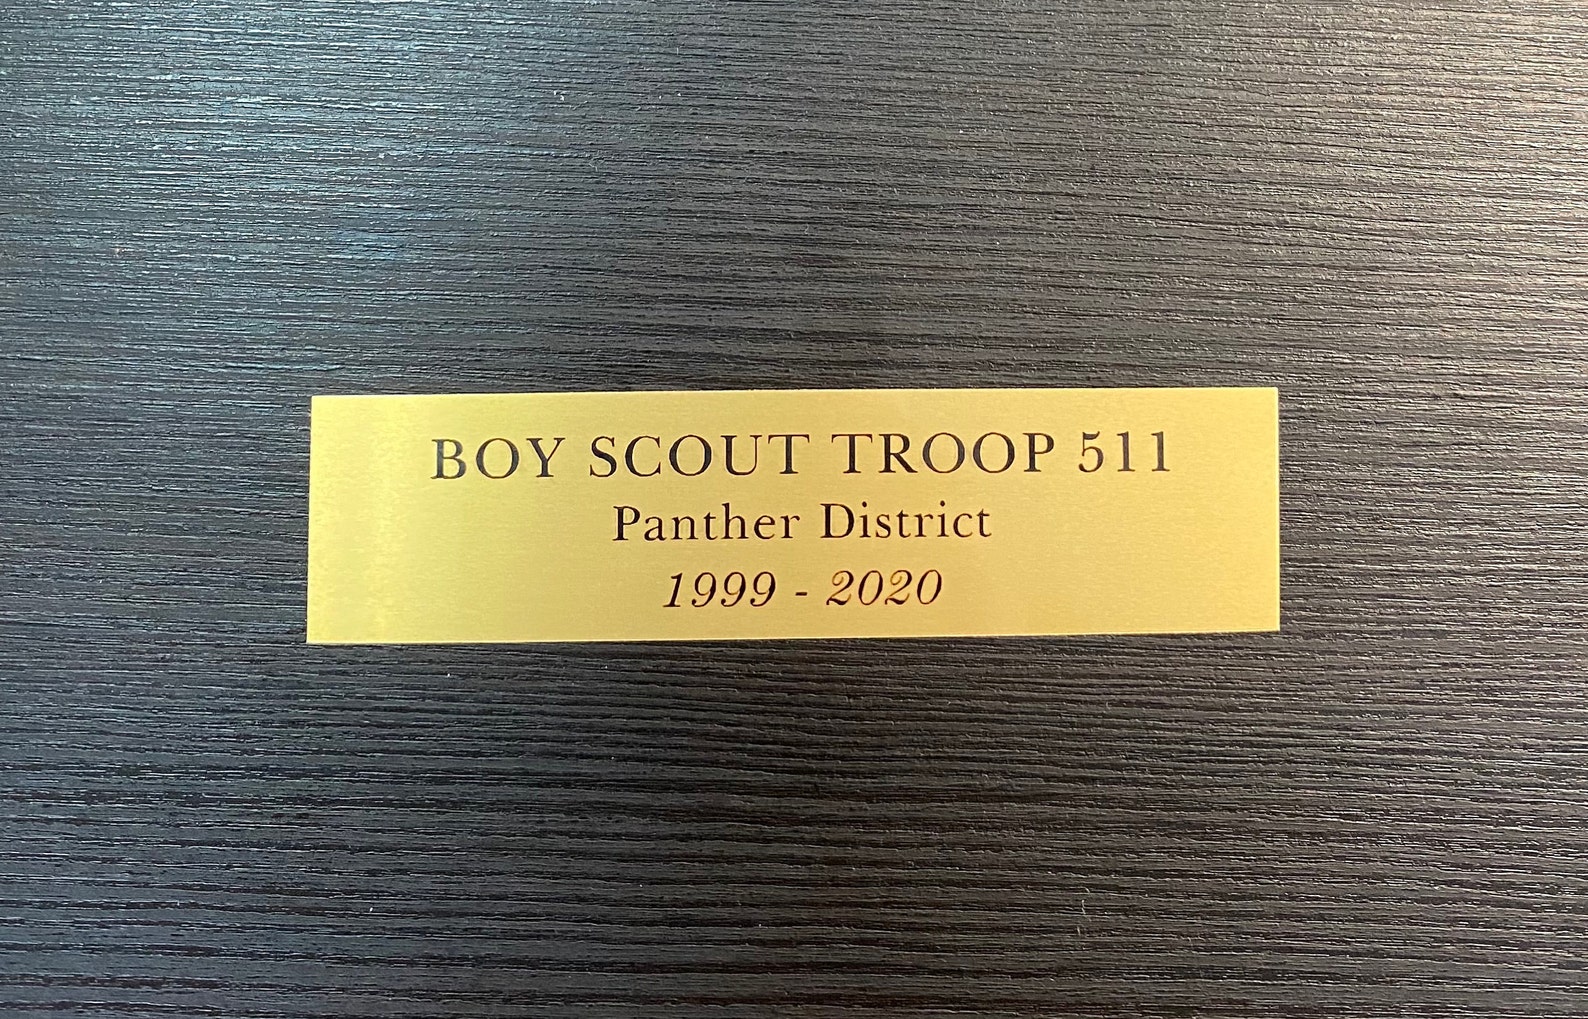 BOY SCOUT TROOP 511
Panther District
1999 - 2020